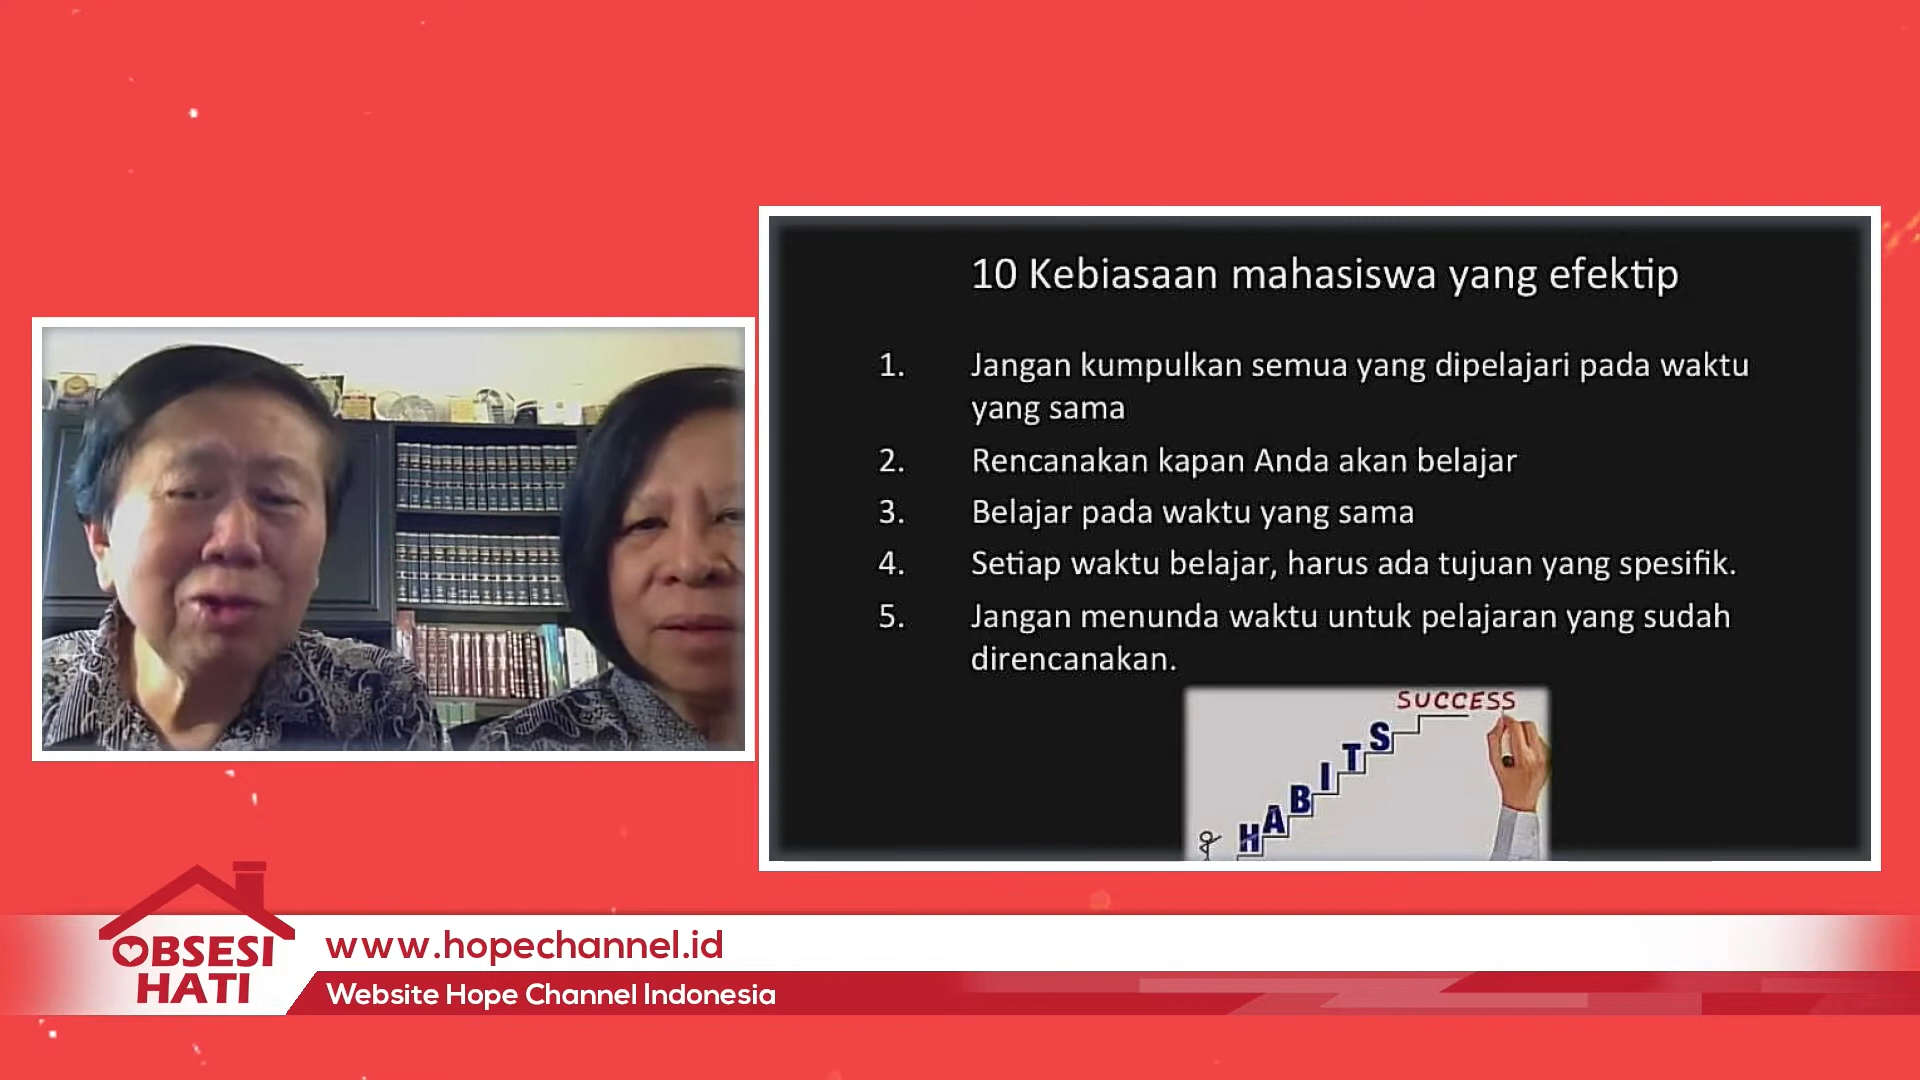 10 Kebiasaan mahasiswa yang efektip
1. Jangan kumpulkan semua yang dipelajari pada waktu
yang sama
2. Rencanakan kapan Anda akan belajar
3. Belajar pada waktu yang sama
4. Setiap waktu belajar, harus ada tujuan yang spesifik.
5. Jangan menunda waktu untuk pelajaran yang sudah
direncanakan.
SUCCESS
HABITS
OBSESI
HATI
www.hopechannel.id
Website Hope Channel Indonesia